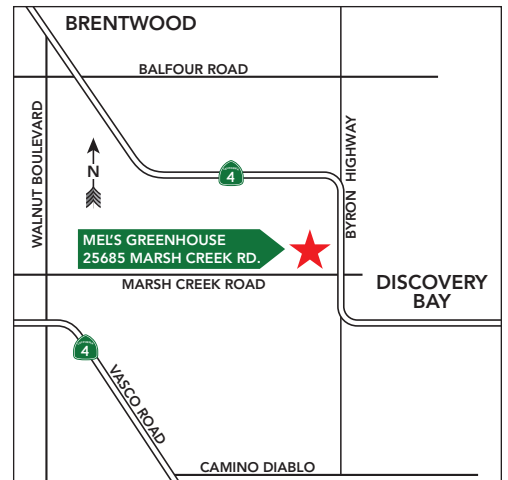 BRENTWOOD
BALFOUR ROAD
WALNUT BOULEVARD
N
4
BYRON HIGHWAY
MEL'S GREENHOUSE
25685 MARSH CREEK RD.
MARSH CREEK ROAD
DISCOVERY
BAY
4
VASCO ROAD
CAMINO DIABLO